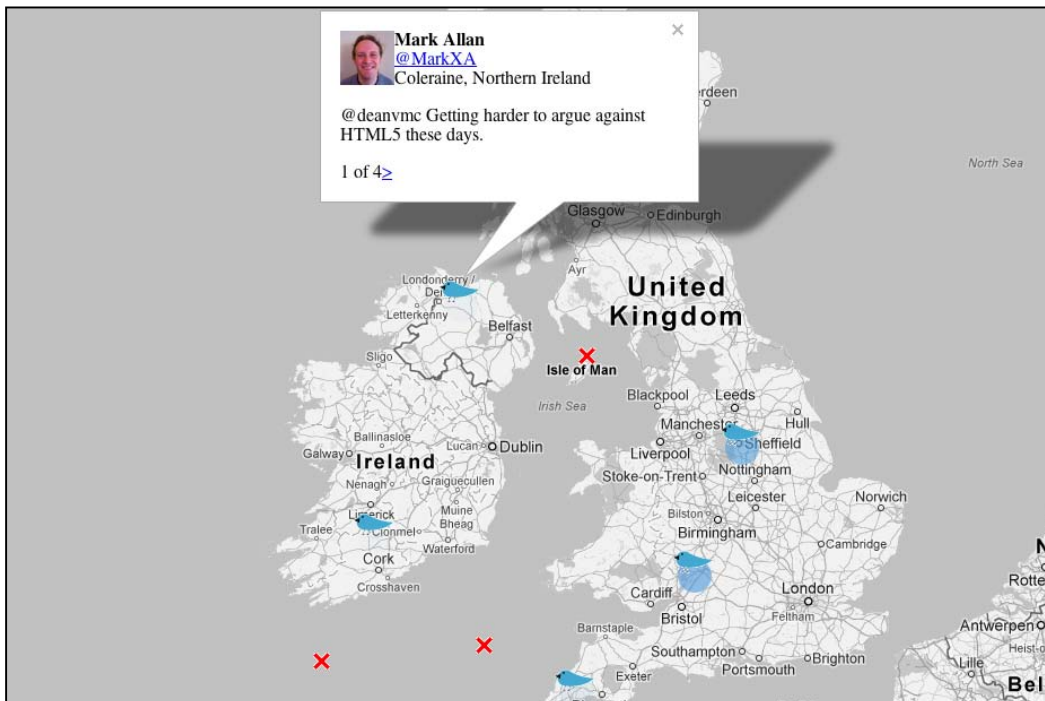 Mark Allan
@MarkXA
Coleraine, Northern Ireland
@deanvmc Getting harder to argue against
HTML5 these days.
1 of 4>
×
North Sea
Glasgow
Edinburgh
Ayr
Londonderry /
Letterkenny
Belfast
United
Kingdom
Sligo
Isle of Man
Irish Sea
Blackpool
Leeds
Hull
Manchester
Liverpool
Sheffield
Ballinasloe
Galway
Lucan
Dublin
Ireland
Stoke-on-Trent
Nottingham
Nenagh
Graiguecullen
Leicester
Norwich
Limerick
Muine
Bheag
Bilston
Birmingham
Tralee
Clonmel
Waterford
Cambridge
Cork
Crosshaven
Cardiff
Bristol
London
Feltham
Rotte
Antwerpen
Barnstaple
Southampton
Portsmouth
Brighton
Exeter
Heist-o
Lille
Bel